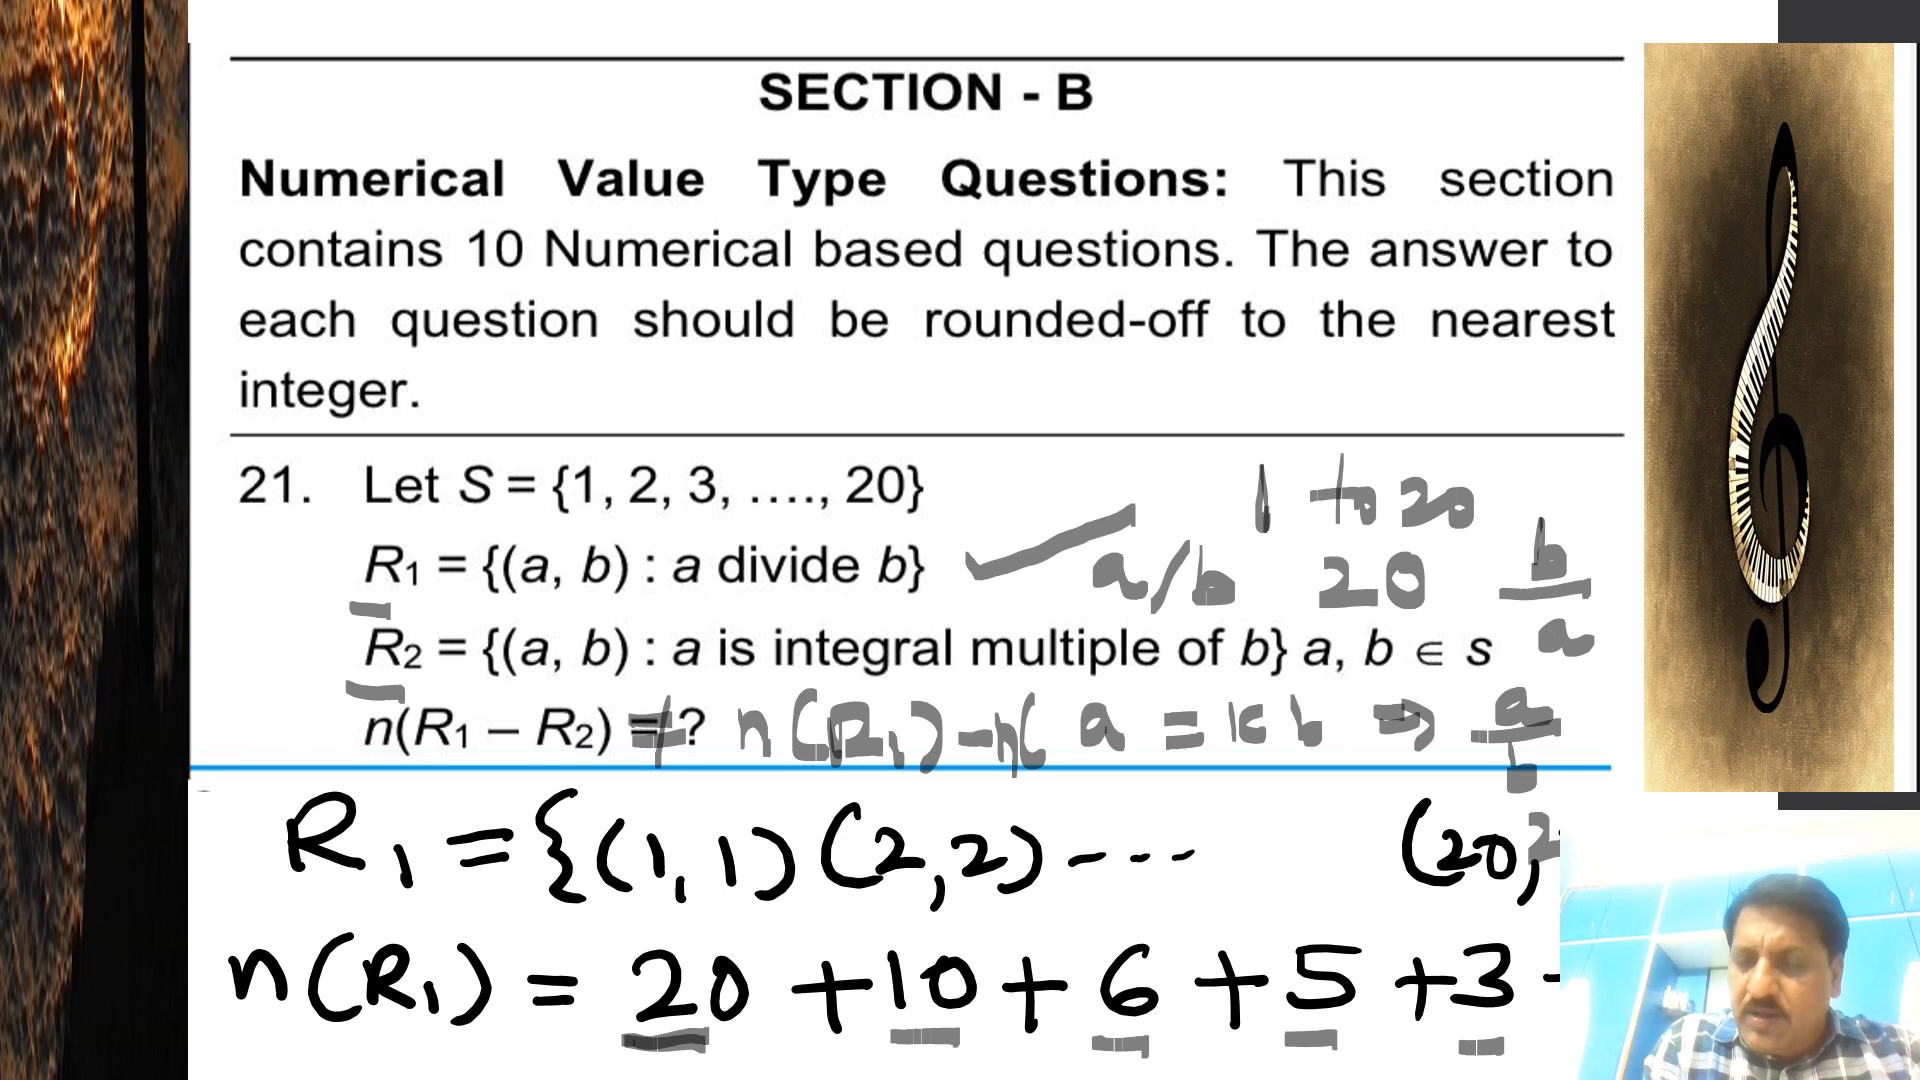 SECTION - B
Numerical Value Type Questions: This section
contains 10 Numerical based questions. The answer to
each question should be rounded-off to the nearest
integer.
21. Let S = {1, 2, 3, …., 20}
1 to 20
R₁ = {(a, b) : a divide b}
a/b 20 b/a
R₂ = {(a, b) : a is integral multiple of b} a, b ∈ s
n(R₁ – R₂) = ? n(R₁) – n( a = k b ⇒ a/b
R₁ = {(1, 1) (2, 2) - - - (20, 2
n(R₁) = 20 + 10 + 6 + 5 + 3